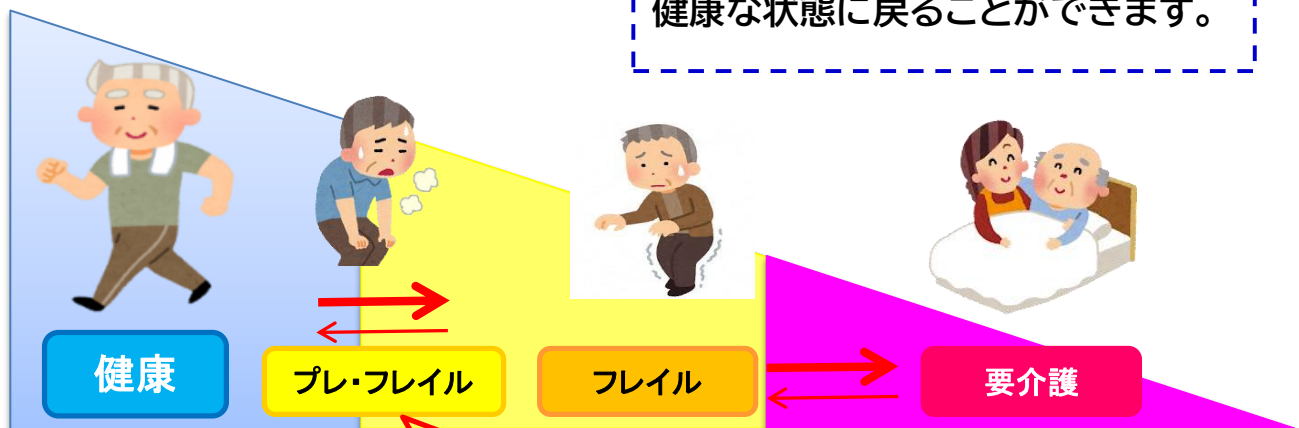 健康な状態に戻ることができます。
健康
プレ・フレイル
フレイル
要介護